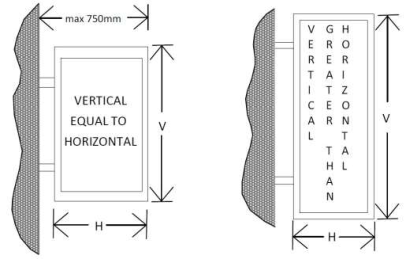 max 750mm
VERTICAL
EQUAL TO
HORIZONTAL
V
H
VERTICAL
GREATER THAN
HORIZONTAL
V
H